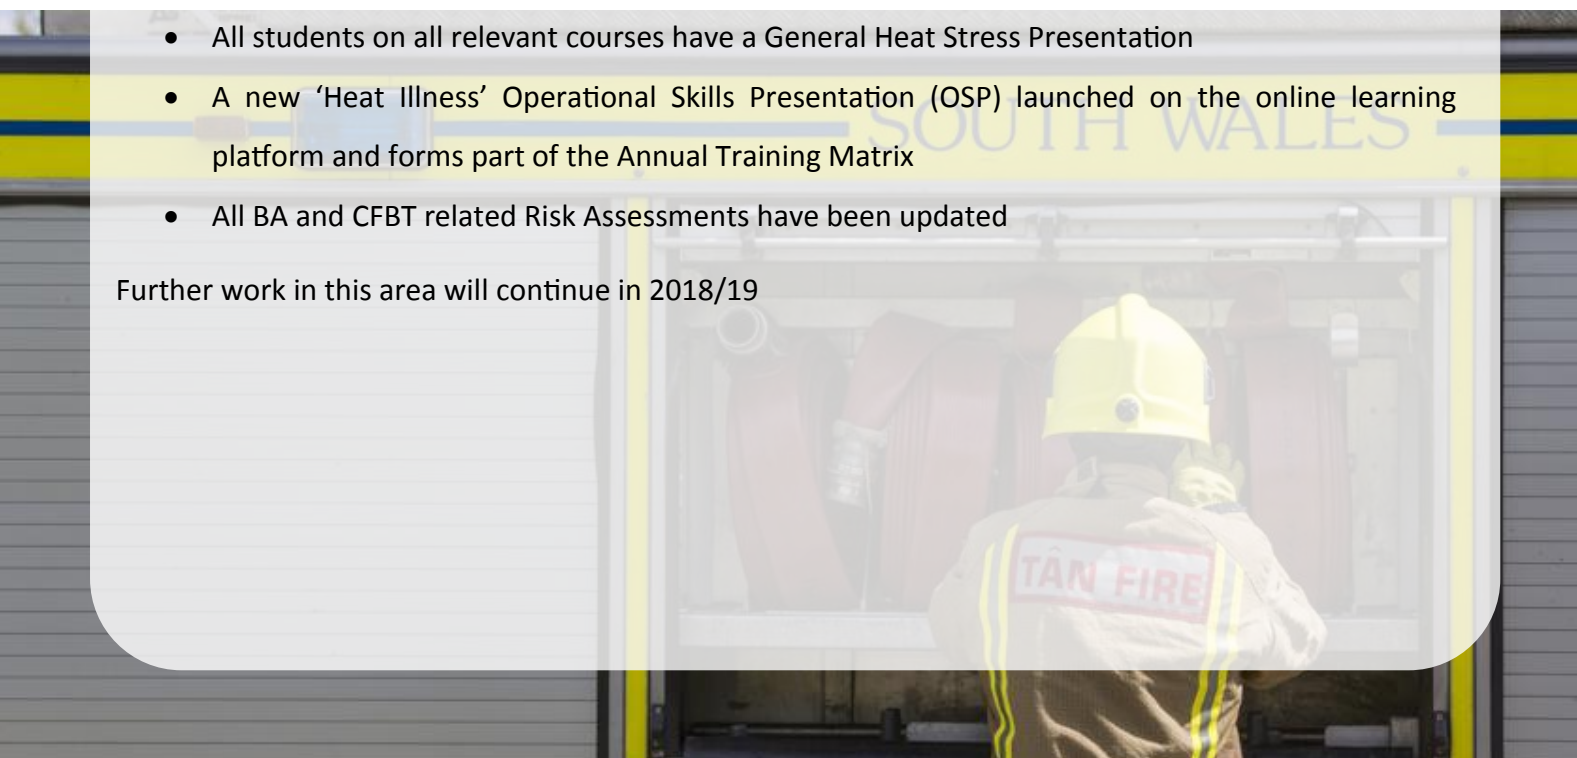 • All students on all relevant courses have a General Heat Stress Presentation
• A new ‘Heat Illness’ Operational Skills Presentation (OSP) launched on the online learning
platform and forms part of the Annual Training Matrix
SOUTH WALES
• All BA and CFBT related Risk Assessments have been updated
Further work in this area will continue in 2018/19
TÂN FIRE